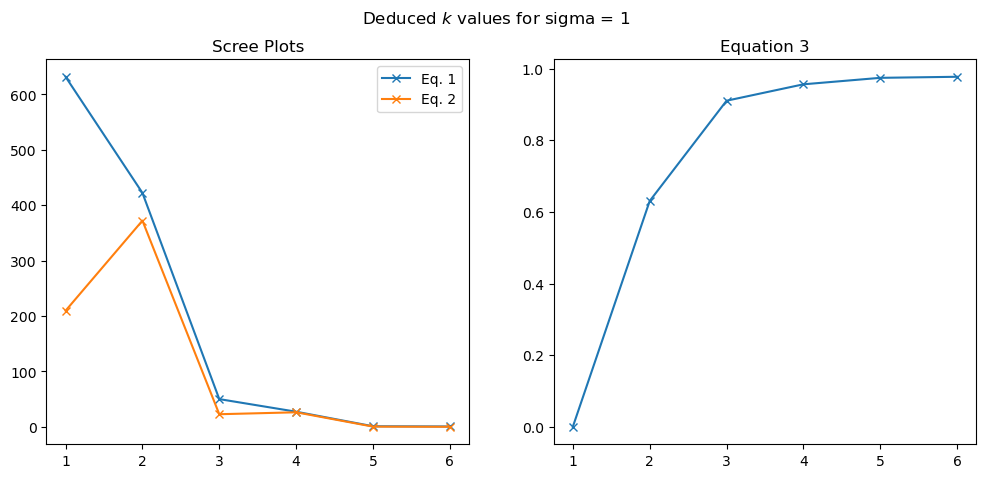 Deduced k values for sigma = 1
Scree Plots
Eq. 1
Eq. 2
600
500
400
300
200
100
0
1 2 3 4 5 6
Equation 3
1.0
0.8
0.6
0.4
0.2
0.0
1 2 3 4 5 6